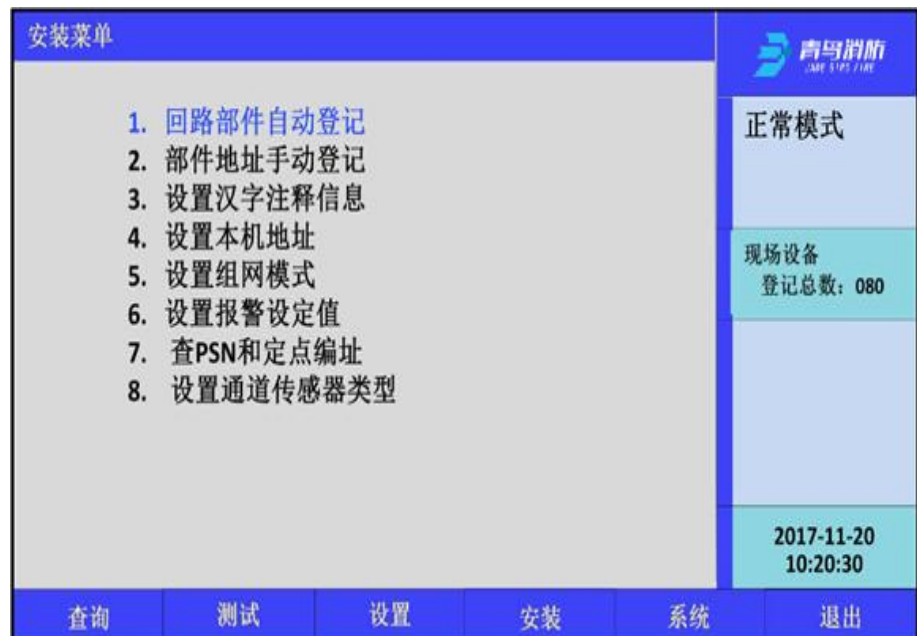 安装菜单
青鸟消防
JADE BIRD FIRE
1. 回路部件自动登记
2. 部件地址手动登记
3. 设置汉字注释信息
4. 设置本机地址
5. 设置组网模式
6. 设置报警设定值
7. 查PSN和定点编址
8. 设置通道传感器类型
正常模式
现场设备
登记总数：080
2017-11-20
10:20:30
查询 测试 设置 安装 系统 退出